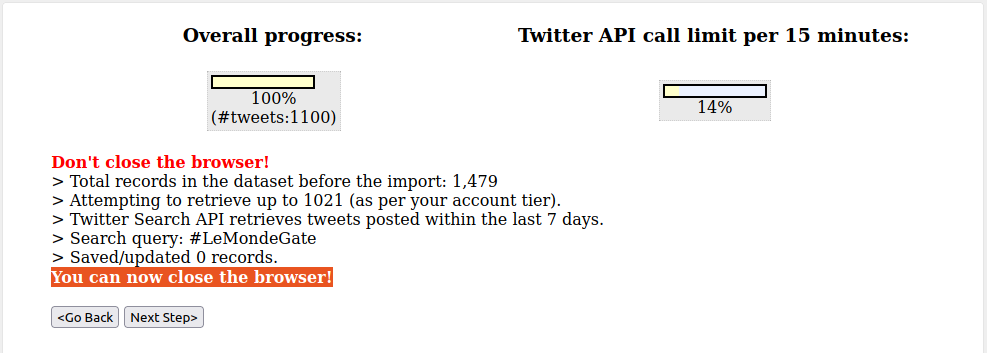 Overall progress:
Twitter API call limit per 15 minutes:
100%
(#tweets:1100)
14%
Don't close the browser!
> Total records in the dataset before the import: 1,479
> Attempting to retrieve up to 1021 (as per your account tier).
> Twitter Search API retrieves tweets posted within the last 7 days.
> Search query: #LeMondeGate
> Saved/updated 0 records.
You can now close the browser!
<Go Back
Next Step>